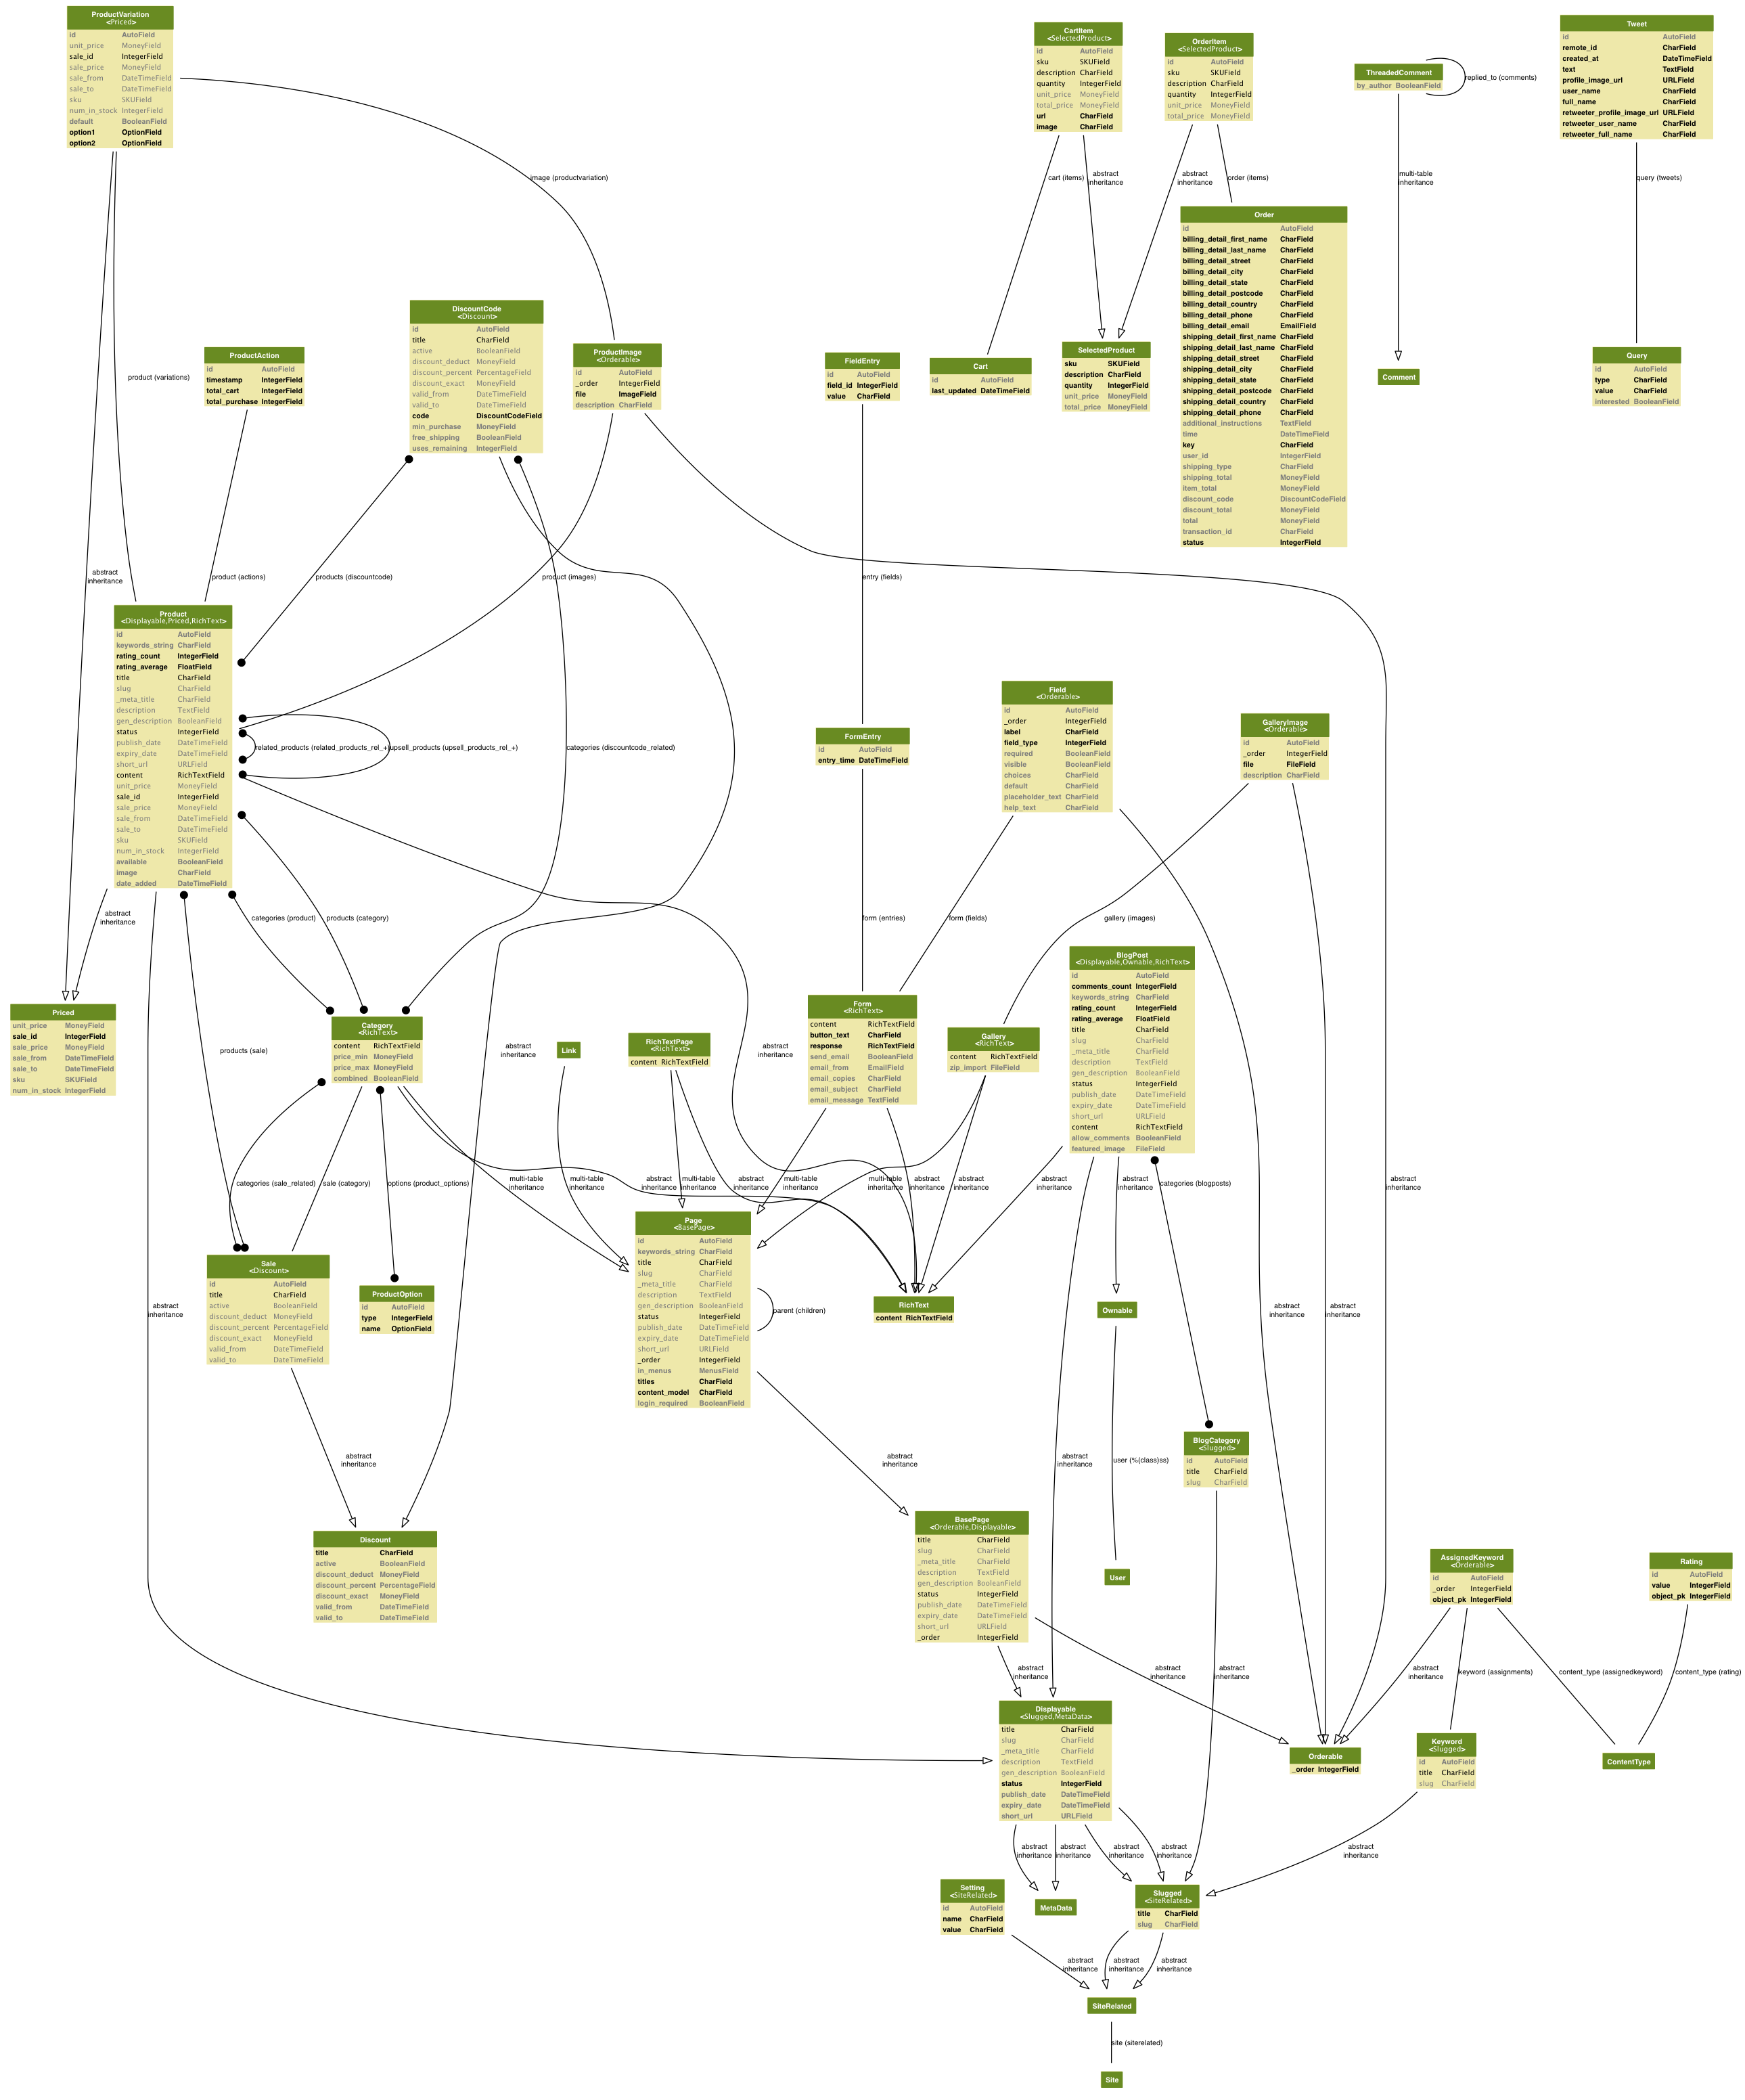 ProductVariation
<Priced>
id AutoField
unit_price MoneyField
sale_id IntegerField
sale_price MoneyField
sale_from DateTimeField
sale_to DateTimeField
sku SKUField
num_in_stock IntegerField
default BooleanField
option1 OptionField
option2 OptionField
CartItem
<SelectedProduct>
id AutoField
sku SKUField
description CharField
quantity IntegerField
unit_price MoneyField
total_price MoneyField
url CharField
image CharField
OrderItem
<SelectedProduct>
id AutoField
sku SKUField
description CharField
quantity IntegerField
unit_price MoneyField
total_price MoneyField
ThreadedComment
by_author BooleanField
replied_to (comments)
Tweet
id AutoField
remote_id CharField
created_at DateTimeField
text TextField
profile_image_url URLField
user_name CharField
full_name CharField
retweeter_profile_image_url URLField
retweeter_user_name CharField
retweeter_full_name CharField
image (productvariation)
cart (items)
abstract
inheritance
abstract
inheritance
order (items)
multi-table
inheritance
query (tweets)
Order
id AutoField
billing_detail_first_name CharField
billing_detail_last_name CharField
billing_detail_street CharField
billing_detail_city CharField
billing_detail_state CharField
billing_detail_postcode CharField
billing_detail_country CharField
billing_detail_phone CharField
billing_detail_email EmailField
shipping_detail_first_name CharField
shipping_detail_last_name CharField
shipping_detail_street CharField
shipping_detail_city CharField
shipping_detail_state CharField
shipping_detail_postcode CharField
shipping_detail_country CharField
shipping_detail_phone CharField
additional_instructions TextField
time DateTimeField
key CharField
user_id IntegerField
shipping_type CharField
shipping_total MoneyField
item_total MoneyField
discount_code DiscountCodeField
discount_total MoneyField
total MoneyField
transaction_id CharField
status IntegerField
product (variations)
ProductAction
id AutoField
timestamp IntegerField
total_cart IntegerField
total_purchase IntegerField
DiscountCode
<Discount>
id AutoField
title CharField
active BooleanField
discount_deduct MoneyField
discount_percent PercentageField
discount_exact MoneyField
valid_from DateTimeField
valid_to DateTimeField
code DiscountCodeField
min_purchase MoneyField
free_shipping BooleanField
uses_remaining IntegerField
ProductImage
<Orderable>
id AutoField
_order IntegerField
file ImageField
description CharField
FieldEntry
id AutoField
field_id IntegerField
value CharField
Cart
id AutoField
last_updated DateTimeField
SelectedProduct
sku SKUField
description CharField
quantity IntegerField
unit_price MoneyField
total_price MoneyField
Comment
Query
id AutoField
type CharField
value CharField
interested BooleanField
abstract
inheritance
product (actions)
products (discountcode)
product (images)
entry (fields)
Product
<Displayable,Priced,RichText>
id AutoField
keywords_string CharField
rating_count IntegerField
rating_average FloatField
title CharField
slug CharField
_meta_title CharField
description TextField
gen_description BooleanField
status IntegerField
publish_date DateTimeField
expiry_date DateTimeField
short_url URLField
content RichTextField
unit_price MoneyField
sale_id IntegerField
sale_price MoneyField
sale_from DateTimeField
sale_to DateTimeField
sku SKUField
num_in_stock IntegerField
available BooleanField
image CharField
date_added DateTimeField
related_products (related_products_rel_+)
upsell_products (upsell_products_rel_+)
categories (discountcode_related)
FormEntry
id AutoField
entry_time DateTimeField
Field
<Orderable>
id AutoField
_order IntegerField
label CharField
field_type IntegerField
required BooleanField
visible BooleanField
choices CharField
default CharField
placeholder_text CharField
help_text CharField
GalleryImage
<Orderable>
id AutoField
_order IntegerField
file FileField
description CharField
abstract
inheritance
categories (product)
products (category)
form (entries)
form (fields)
gallery (images)
Priced
unit_price MoneyField
sale_id IntegerField
sale_price MoneyField
sale_from DateTimeField
sale_to DateTimeField
sku SKUField
num_in_stock IntegerField
products (sale)
Category
<RichText>
content RichTextField
price_min MoneyField
price_max MoneyField
combined BooleanField
abstract
inheritance
Link
RichTextPage
<RichText>
content RichTextField
abstract
inheritance
Form
<RichText>
content RichTextField
button_text CharField
response RichTextField
send_email BooleanField
email_from EmailField
email_copies CharField
email_subject CharField
email_message TextField
Gallery
<RichText>
content RichTextField
zip_import FileField
BlogPost
<Displayable,Ownable,RichText>
id AutoField
comments_count IntegerField
keywords_string CharField
rating_count IntegerField
rating_average FloatField
title CharField
slug CharField
_meta_title CharField
description TextField
gen_description BooleanField
status IntegerField
publish_date DateTimeField
expiry_date DateTimeField
short_url URLField
content RichTextField
allow_comments BooleanField
featured_image FileField
categories (sale_related)
sale (category)
options (product_options)
multi-table
inheritance
multi-table
inheritance
abstract
inheritance
multi-table
inheritance
abstract
inheritance
multi-table
inheritance
multi-table
inheritance
abstract
inheritance
abstract
inheritance
abstract
inheritance
abstract
inheritance
categories (blogposts)
abstract
inheritance
Sale
<Discount>
id AutoField
title CharField
active BooleanField
discount_deduct MoneyField
discount_percent PercentageField
discount_exact MoneyField
valid_from DateTimeField
valid_to DateTimeField
ProductOption
id AutoField
type IntegerField
name OptionField
Page
<BasePage>
id AutoField
keywords_string CharField
title CharField
slug CharField
_meta_title CharField
description TextField
gen_description BooleanField
status IntegerField
publish_date DateTimeField
expiry_date DateTimeField
short_url URLField
_order IntegerField
in_menus MenusField
titles CharField
content_model CharField
login_required BooleanField
parent (children)
RichText
content RichTextField
Ownable
abstract
inheritance
abstract
inheritance
abstract
inheritance
abstract
inheritance
abstract
inheritance
abstract
inheritance
user (%(class)ss)
BlogCategory
<Slugged>
id AutoField
title CharField
slug CharField
Discount
title CharField
active BooleanField
discount_deduct MoneyField
discount_percent PercentageField
discount_exact MoneyField
valid_from DateTimeField
valid_to DateTimeField
BasePage
<Orderable,Displayable>
title CharField
slug CharField
_meta_title CharField
description TextField
gen_description BooleanField
status IntegerField
publish_date DateTimeField
expiry_date DateTimeField
short_url URLField
_order IntegerField
User
AssignedKeyword
<Orderable>
id AutoField
_order IntegerField
object_pk IntegerField
Rating
id AutoField
value IntegerField
object_pk IntegerField
abstract
inheritance
abstract
inheritance
abstract
inheritance
abstract
inheritance
keyword (assignments)
content_type (assignedkeyword)
content_type (rating)
Displayable
<Slugged,MetaData>
title CharField
slug CharField
_meta_title CharField
description TextField
gen_description BooleanField
status IntegerField
publish_date DateTimeField
expiry_date DateTimeField
short_url URLField
Orderable
_order IntegerField
Keyword
<Slugged>
id AutoField
title CharField
slug CharField
ContentType
abstract
inheritance
abstract
inheritance
abstract
inheritance
abstract
inheritance
abstract
inheritance
Setting
<SiteRelated>
id AutoField
name CharField
value CharField
MetaData
Slugged
<SiteRelated>
title CharField
slug CharField
abstract
inheritance
abstract
inheritance
abstract
inheritance
SiteRelated
site (siterelated)
Site